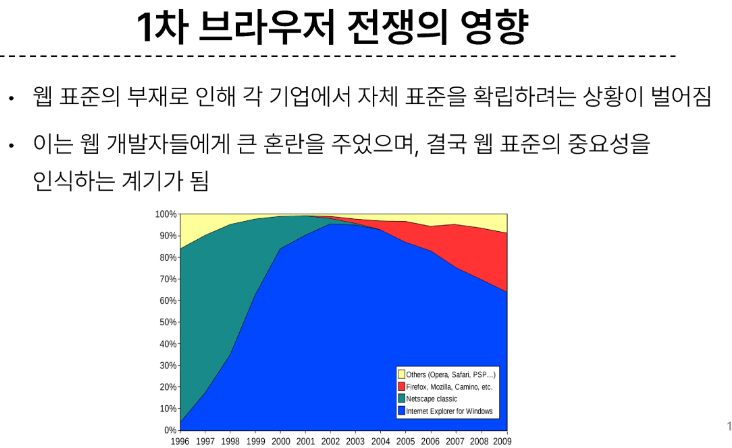 1차 브라우저 전쟁의 영향
• 웹 표준의 부재로 인해 각 기업에서 자체 표준을 확립하려는 상황이 벌어짐
• 이는 웹 개발자들에게 큰 혼란을 주었으며, 결국 웹 표준의 중요성을
인식하는 계기가 됨
100%
90%
80%
70%
60%
50%
40%
30%
20%
10%
0%
Others (Opera, Safari, PSP...)
Firefox, Mozilla, Camino, etc.
Netscape classic
Internet Explorer for Windows
1996 1997 1998 1999 2000 2001 2002 2003 2004 2005 2006 2007 2008 2009
1